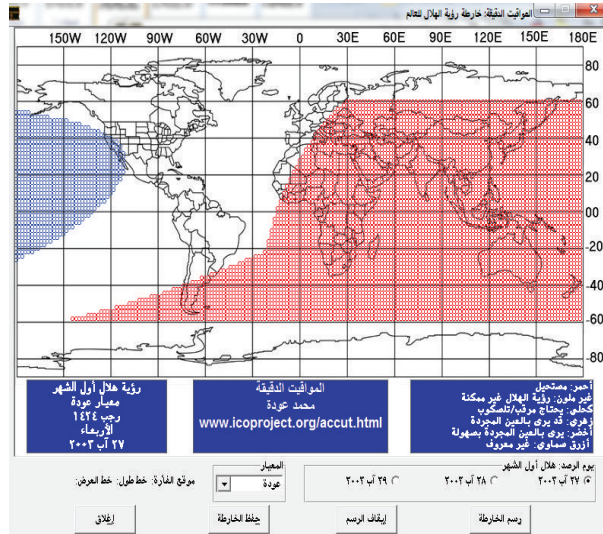 المواقيت الدقيقة: خارطة رؤية الهلال للعالم
150W 120W 90W 60W 30W 0 30E 60E 90E 120E 150E 180E
80
60
40
20
00
-20
-40
-60
-80
رؤية هلال أول الشهر
معيار عودة
رجب ١٤٢٤
الأربعاء
٢٧ آب ٢٠٠٣
المواقيت الدقيقة
محمد عودة
www.icoproject.org/accut.html
أحمر: مستحيل
غير ملون: رؤية الهلال غير ممكنة
كحلي: يحتاج مرقب/تلسكوب
زهري: قد يرى بالعين المجردة
أخضر: يرى بالعين المجردة بسهولة
أزرق سماوي: غير معروف
يوم الرصد: هلال أول الشهر
٢٧ آب ٢٠٠٣ ٢٨ آب ٢٠٠٣ ٢٩ آب ٢٠٠٣
المعيار
عودة
موقع الفأرة: خط طول: خط العرض:
رسم الخارطة إيقاف الرسم حفظ الخارطة إغلاق